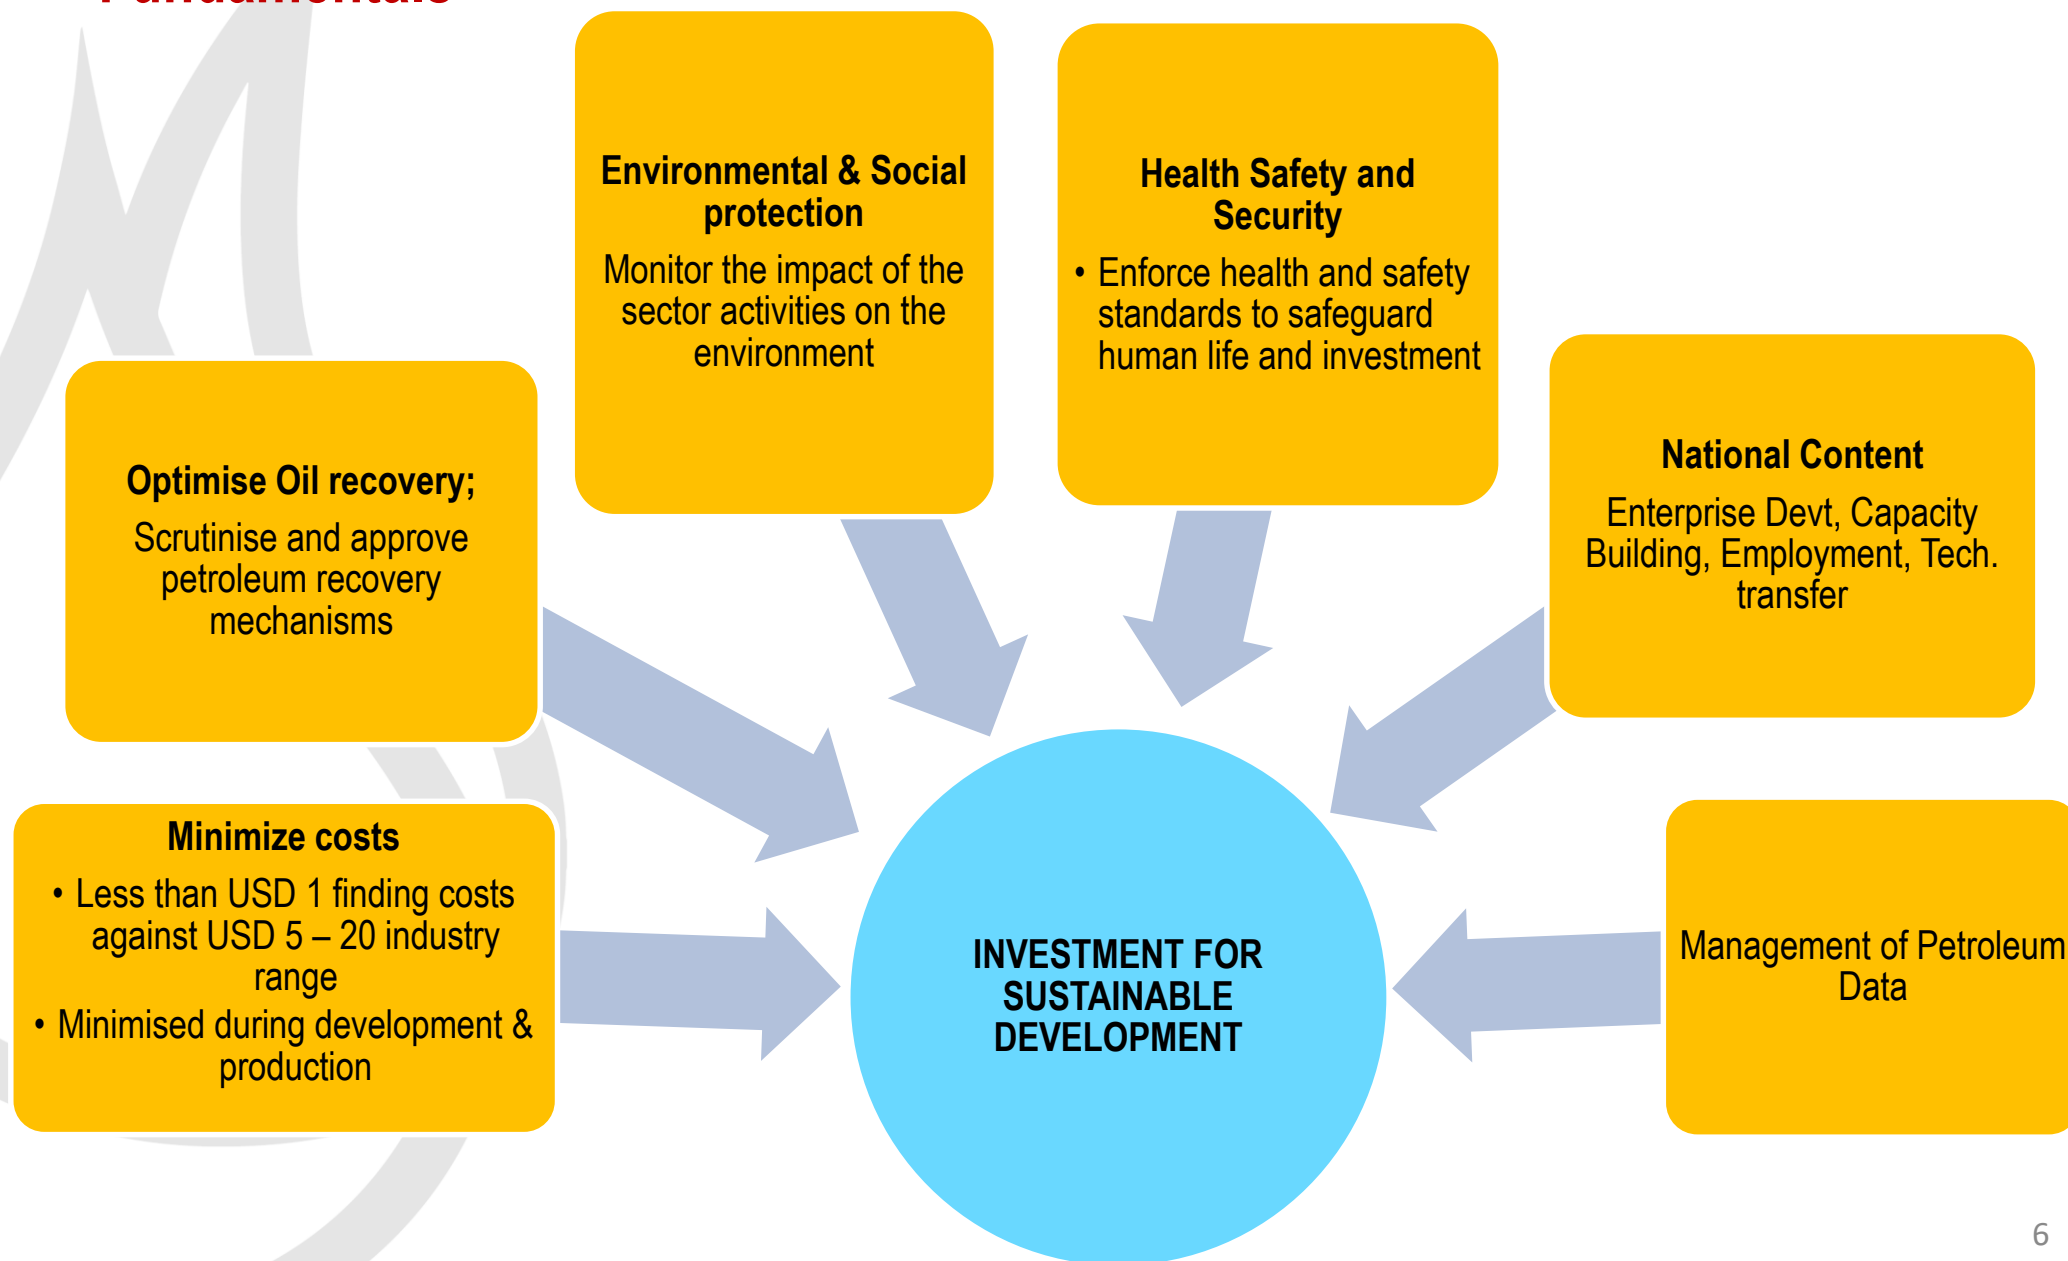 Fundamentals
Environmental & Social
protection
Monitor the impact of the
sector activities on the
environment
Health Safety and
Security
• Enforce health and safety
standards to safeguard
human life and investment
Optimise Oil recovery;
Scrutinise and approve
petroleum recovery
mechanisms
National Content
Enterprise Devt, Capacity
Building, Employment, Tech.
transfer
Minimize costs
• Less than USD 1 finding costs
against USD 5 – 20 industry
range
• Minimised during development &
production
INVESTMENT FOR
SUSTAINABLE
DEVELOPMENT
Management of Petroleum
Data
6